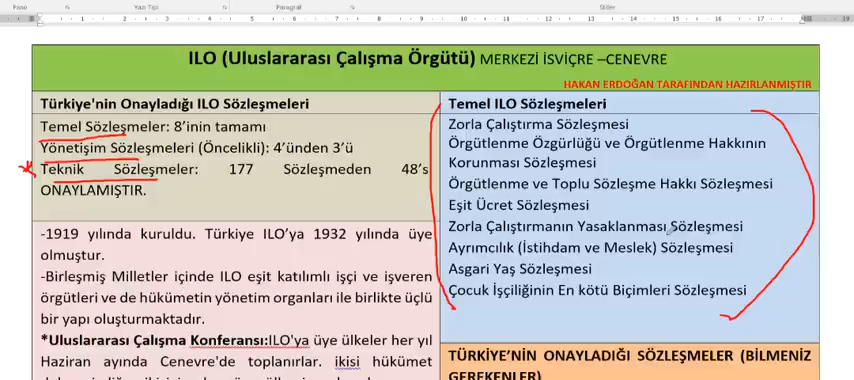 Pano
Yazı Tipi
Paragraf
Stiller
ILO (Uluslararası Çalışma Örgütü) MERKEZİ İSVİÇRE –CENEVRE
HAKAN ERDOĞAN TARAFINDAN HAZIRLANMIŞTIR
Türkiye'nin Onayladığı ILO Sözleşmeleri
Temel Sözleşmeler: 8’inin tamamı
Yönetişim Sözleşmeleri (Öncelikli): 4’ünden 3’ü
Teknik Sözleşmeler: 177 Sözleşmeden 48’s
ONAYLAMIŞTIR.
-1919 yılında kuruldu. Türkiye ILO’ya 1932 yılında üye
olmuştur.
-Birleşmiş Milletler içinde ILO eşit katılımlı işçi ve işveren
örgütleri ve de hükümetin yönetim organları ile birlikte üçlü
bir yapı oluşturmaktadır.
*Uluslararası Çalışma Konferansı:ILO'ya üye ülkeler her yıl
Haziran ayında Cenevre'de toplanırlar. ikisi hükümet
Temel ILO Sözleşmeleri
Zorla Çalıştırma Sözleşmesi
Örgütlenme Özgürlüğü ve Örgütlenme Hakkının
Korunması Sözleşmesi
Örgütlenme ve Toplu Sözleşme Hakkı Sözleşmesi
Eşit Ücret Sözleşmesi
Zorla Çalıştırmanın Yasaklanması Sözleşmesi
Ayrımcılık (İstihdam ve Meslek) Sözleşmesi
Asgari Yaş Sözleşmesi
Çocuk İşçiliğinin En kötü Biçimleri Sözleşmesi
TÜRKİYE’NİN ONAYLADIĞI SÖZLEŞMELER (BİLMENİZ
GEREKENLER)